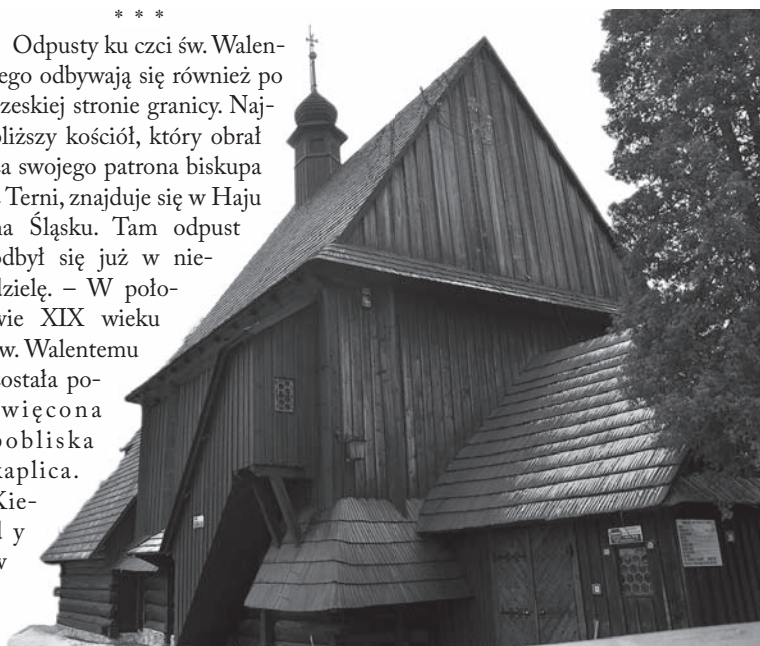 * * *
Odpusty ku czci św. Walen-
ego odbywają się również po
zeskiej stronie granicy. Naj-
bliższy kościół, który obrał
za swojego patrona biskupa
z Terni, znajduje się w Haju
na Śląsku. Tam odpust
odbył się już w nie-
dzielę. – W poło-
wie XIX wieku
w. Walentemu
została po-
więcona
pobliska
kaplica.
Kie-
d y
w